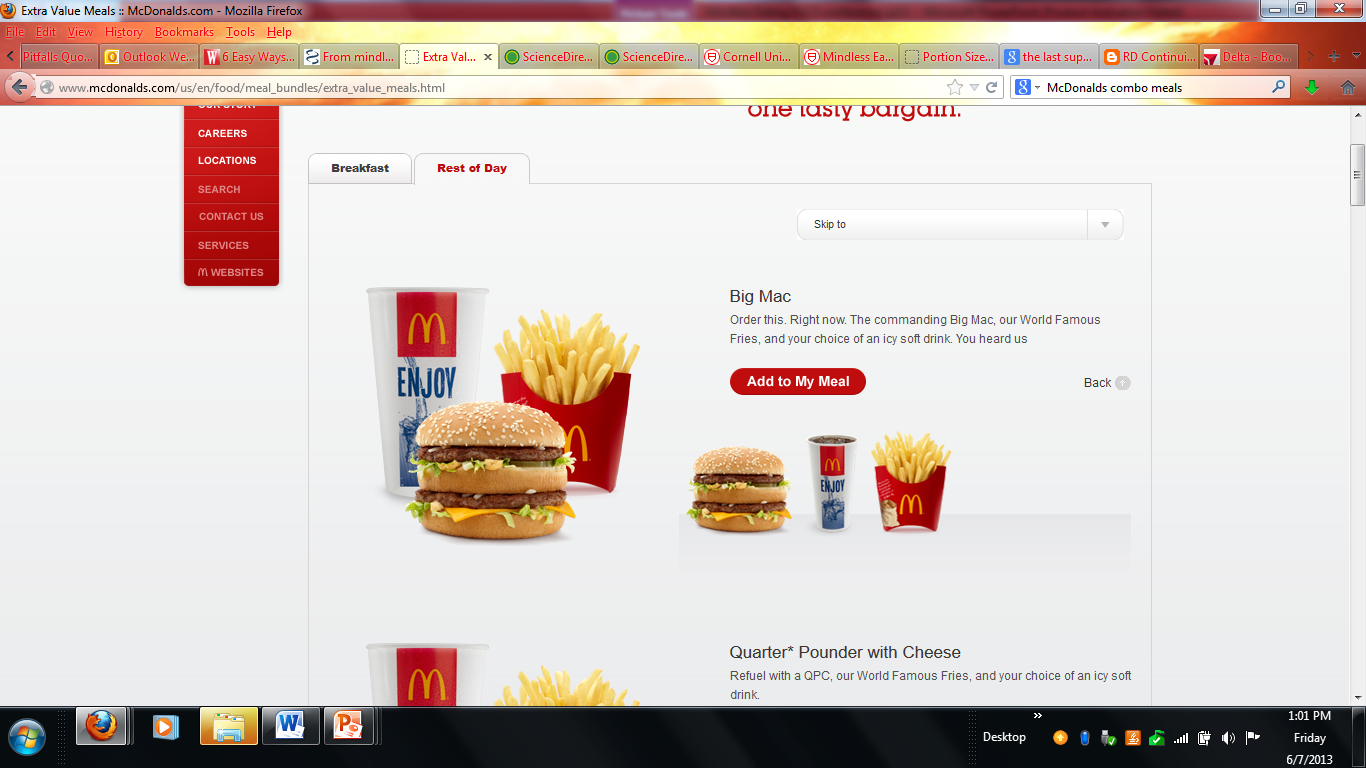 Extra Value Meals :: McDonalds.com - Mozilla Firefox
File Edit View History Bookmarks Tools Help
Pitfalls Quo... Outlook We... 6 Easy Ways... From mindl... Extra Val... ScienceDire... ScienceDire... Cornell Uni... Mindless Ea... Portion Size... the last sup... RD Continui... Delta - Boo...
www.mcdonalds.com/us/en/food/meal_bundles/extra_value_meals.html
McDonalds combo meals
OUR STORY
CAREERS
LOCATIONS
SEARCH
CONTACT US
SERVICES
M WEBSITES
one tasty bargain.
Breakfast
Rest of Day
Skip to
ENJOY
Big Mac
Order this. Right now. The commanding Big Mac, our World Famous
Fries, and your choice of an icy soft drink. You heard us
Add to My Meal
Back
ENJOY
Quarter* Pounder with Cheese
Refuel with a QPC, our World Famous Fries, and your choice of an icy soft
drink.
Desktop
1:01 PM
Friday
6/7/2013